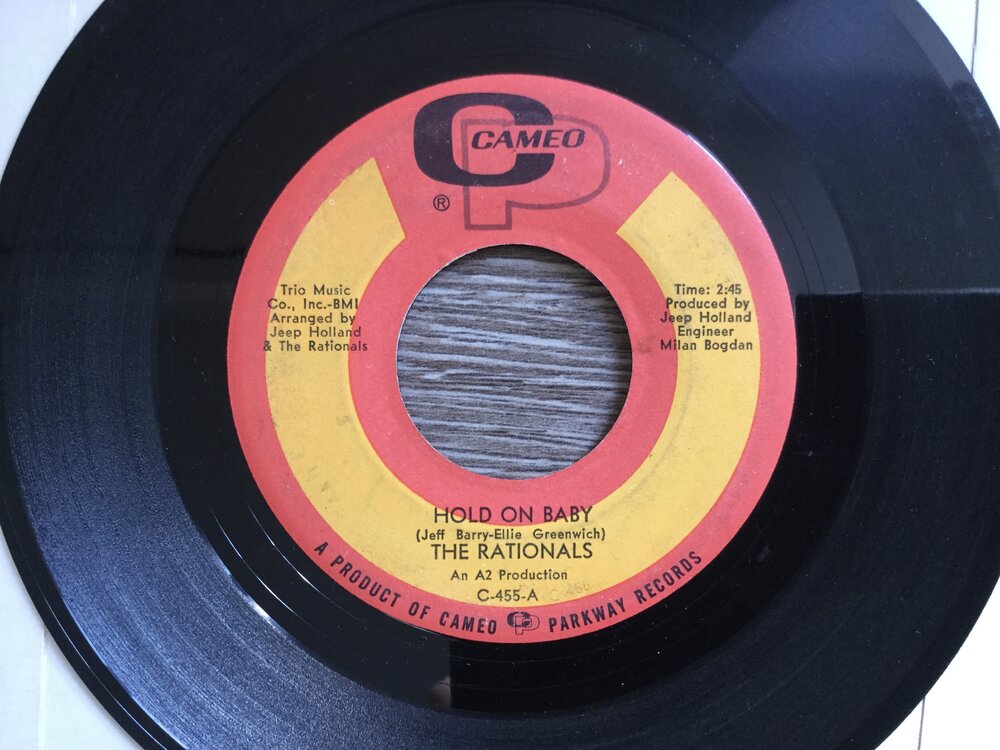 C CAMEO
P
®
Trio Music
Co., Inc.-BMI
Arranged by
Jeep Holland
& The Rationals
Time: 2:45
Produced by
Jeep Holland
Engineer
Milan Bogdan
HOLD ON BABY
(Jeff Barry-Ellie Greenwich)
THE RATIONALS
An A2 Production
C-455-A
A PRODUCT OF CAMEO CP PARKWAY RECORDS